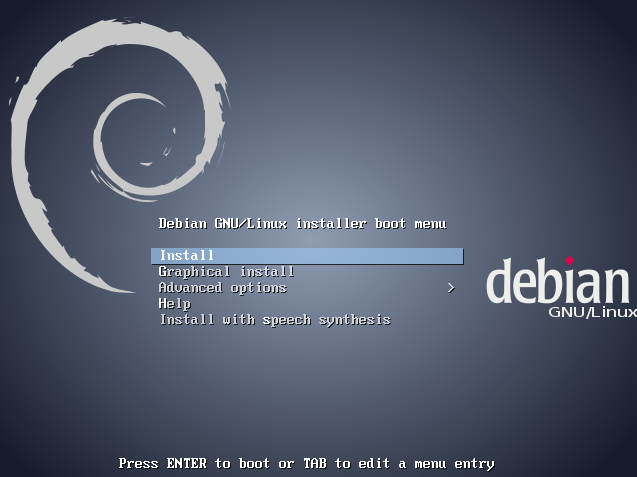 Debian GNU/Linux installer boot menu
Install
Graphical install
Advanced options >
Help
Install with speech synthesis
debian
GNU/Linux
Press ENTER to boot or TAB to edit a menu entry